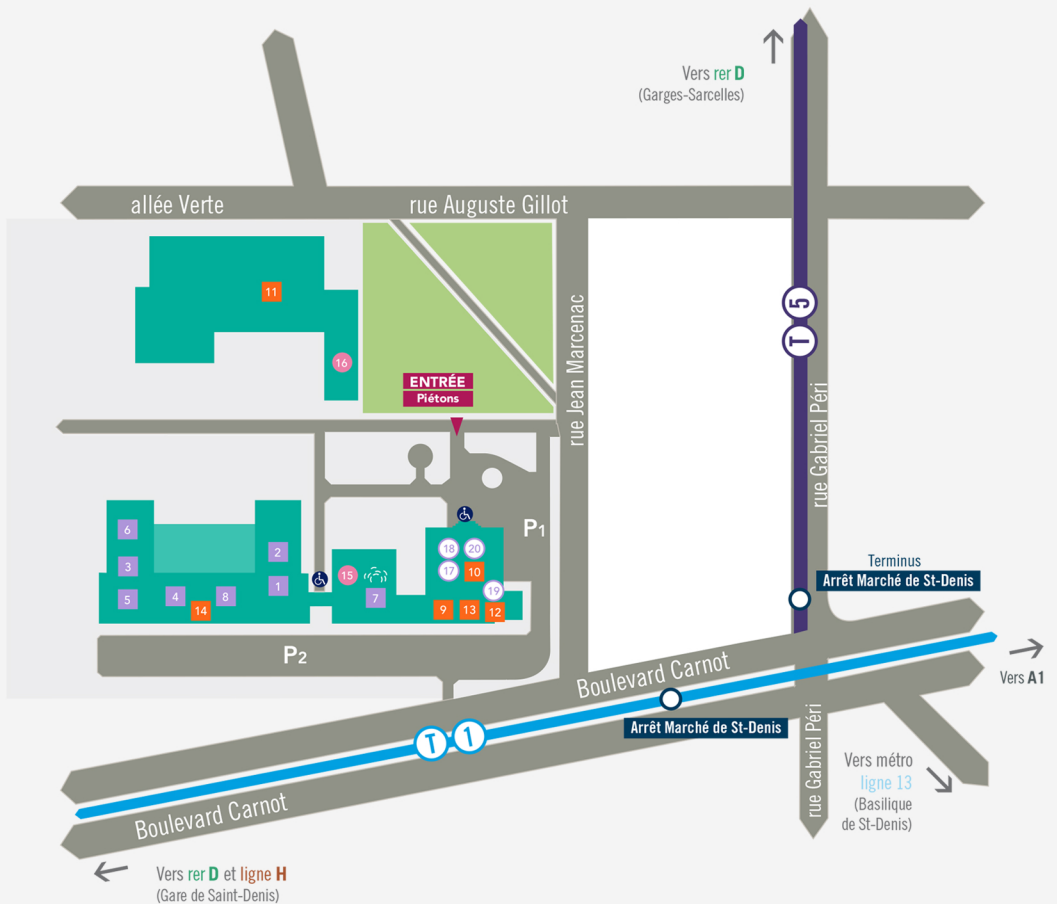 Vers rer D
(Garges-Sarcelles)
allée Verte
rue Auguste Gillot
11
16
ENTRÉE
Piétons
rue Jean Marcenac
T 5
rue Gabriel Péri
6
3
5
2
1
4
8
14
15
7
18
20
17
10
19
9
13
12
P1
P2
Terminus
Arrêt Marché de St-Denis
Boulevard Carnot
Vers A1
Arrêt Marché de St-Denis
T 1
rue Gabriel Péri
Vers métro
ligne 13
(Basilique
de St-Denis)
Boulevard Carnot
Vers rer D et ligne H
(Gare de Saint-Denis)